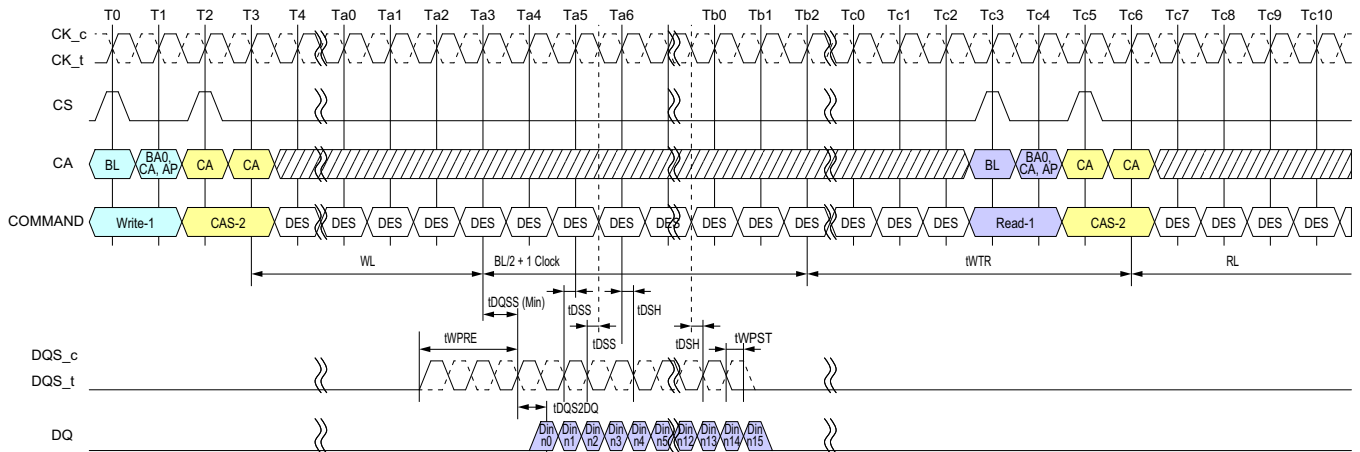 T0 T1 T2 T3 T4 Ta0 Ta1 Ta2 Ta3 Ta4 Ta5 Ta6 Tb0 Tb1 Tb2 Tc0 Tc1 Tc2 Tc3 Tc4 Tc5 Tc6 Tc7 Tc8 Tc9 Tc10
CK_c
CK_t
CS
CA BL BA0, CA, AP CA CA BL BA0, CA, AP CA CA
COMMAND Write-1 CAS-2 DES DES DES DES DES DES DES DES DES DES DES DES DES DES DES Read-1 CAS-2 DES DES DES DES
WL BL/2 + 1 Clock tWTR RL
tDQSS (Min) tDSS tDSH
tWPRE tDSS tDSH tWPST
DQS_c
DQS_t
tDQS2DQ
DQ Din n0 Din n1 Din n2 Din n3 Din n4 Din n5 Din n12 Din n13 Din n14 Din n15